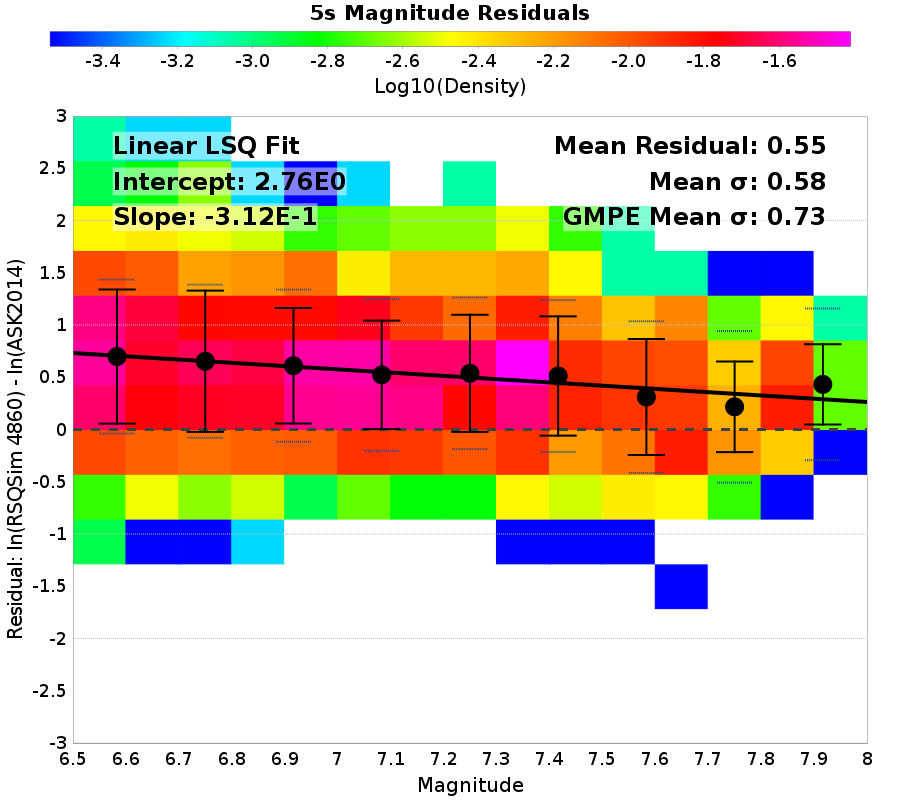 5s Magnitude Residuals
-3.4 -3.2 -3.0 -2.8 -2.6 -2.4 -2.2 -2.0 -1.8 -1.6
Log10(Density)
Linear LSQ Fit
Intercept: 2.76E0
Slope: -3.12E-1
Mean Residual: 0.55
Mean σ: 0.58
GMPE Mean σ: 0.73
Residual: ln(RSQSim 4860) - ln(ASK2014)
3
2.5
2
1.5
1
0.5
0
-0.5
-1
-1.5
-2
-2.5
-3
6.5 6.6 6.7 6.8 6.9 7 7.1 7.2 7.3 7.4 7.5 7.6 7.7 7.8 7.9 8
Magnitude